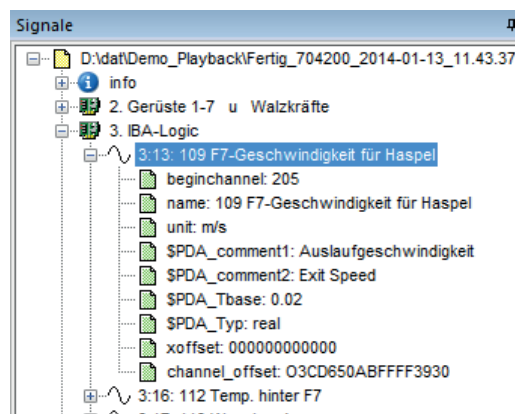 Signale
D:\dat\Demo_Playback\Fertig_704200_2014-01-13_11.43.37
info
2. Gerüste 1-7 u Walzkräfte
3. IBA-Logic
3:13: 109 F7-Geschwindigkeit für Haspel
beginchannel: 205
name: 109 F7-Geschwindigkeit für Haspel
unit: m/s
$PDA_comment1: Auslaufgeschwindigkeit
$PDA_comment2: Exit Speed
$PDA_Tbase: 0.02
$PDA_Typ: real
xoffset: 000000000000
channel_offset: O3CD650ABFFFF3930
3:16: 112 Temp. hinter F7